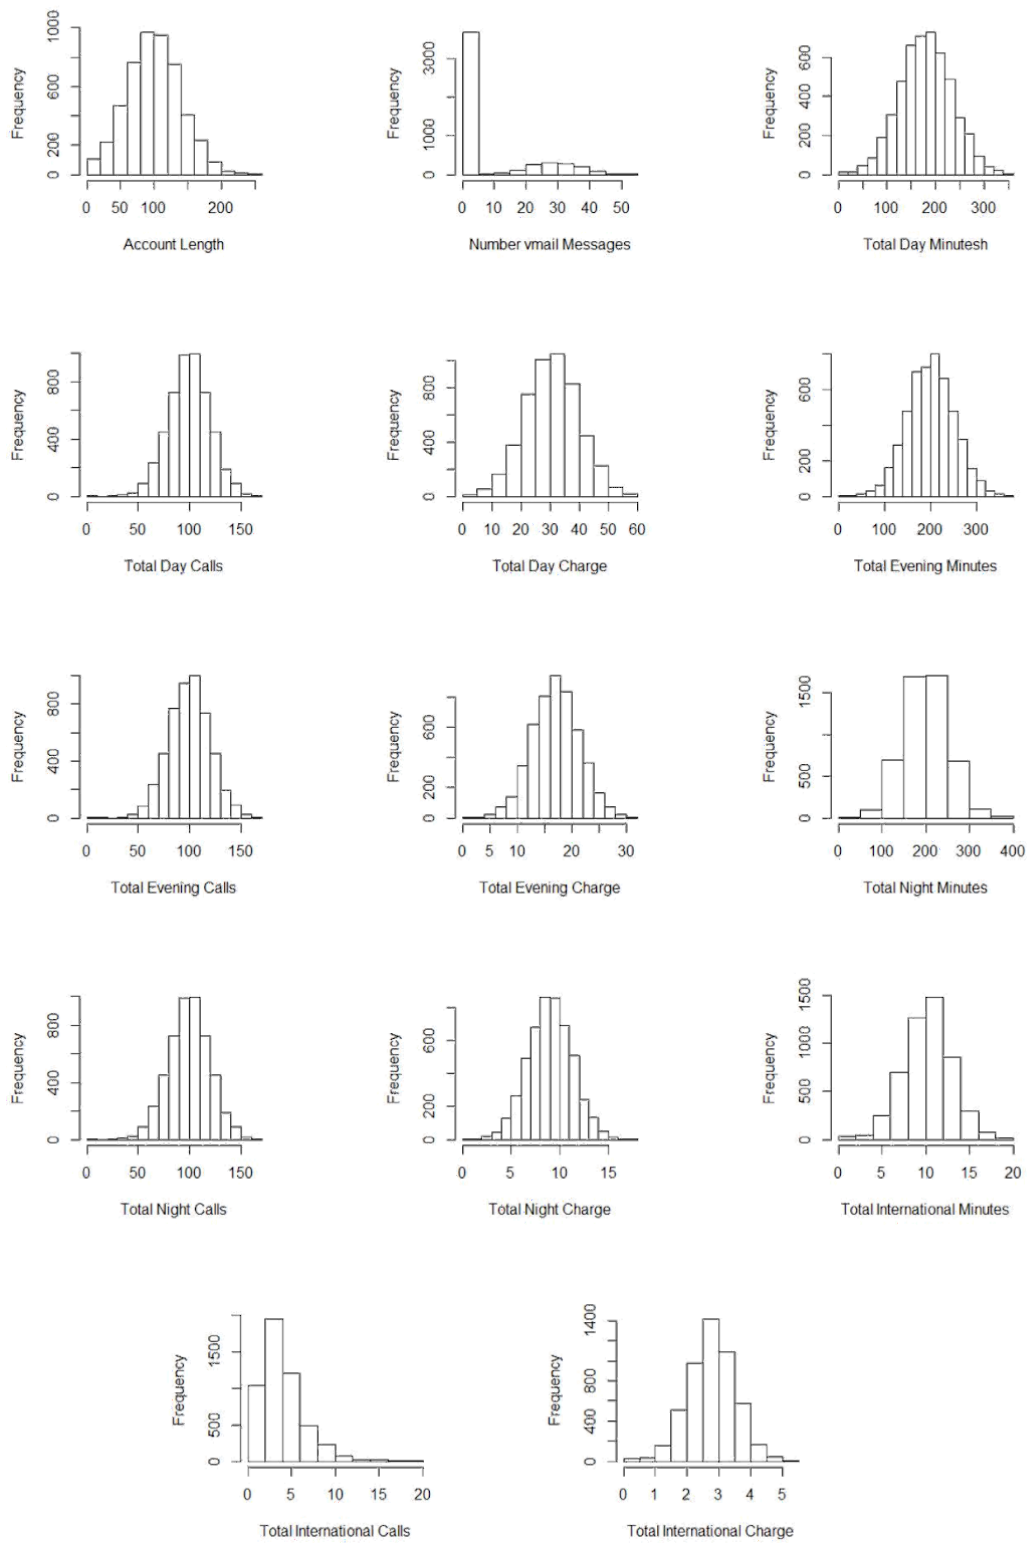 Frequency
0 200 600 1000
0 50 100 200
Account Length
Frequency
0 1000 3000
0 10 20 30 40 50
Number vmail Messages
Frequency
0 200 400 600
0 100 200 300
Total Day Minutesh
Frequency
0 400 800
0 50 100 150
Total Day Calls
Frequency
0 400 800
0 10 20 30 40 50 60
Total Day Charge
Frequency
0 200 600
0 100 200 300
Total Evening Minutes
Frequency
0 400 800
0 50 100 150
Total Evening Calls
Frequency
0 200 600
0 5 10 20 30
Total Evening Charge
Frequency
0 500 1500
0 100 200 300 400
Total Night Minutes
Frequency
0 400 800
0 50 100 150
Total Night Calls
Frequency
0 200 600
0 5 10 15
Total Night Charge
Frequency
0 500 1000 1500
0 5 10 15 20
Total International Minutes
Frequency
0 500 1500
0 5 10 15 20
Total International Calls
Frequency
0 400 800 1400
0 1 2 3 4 5
Total International Charge